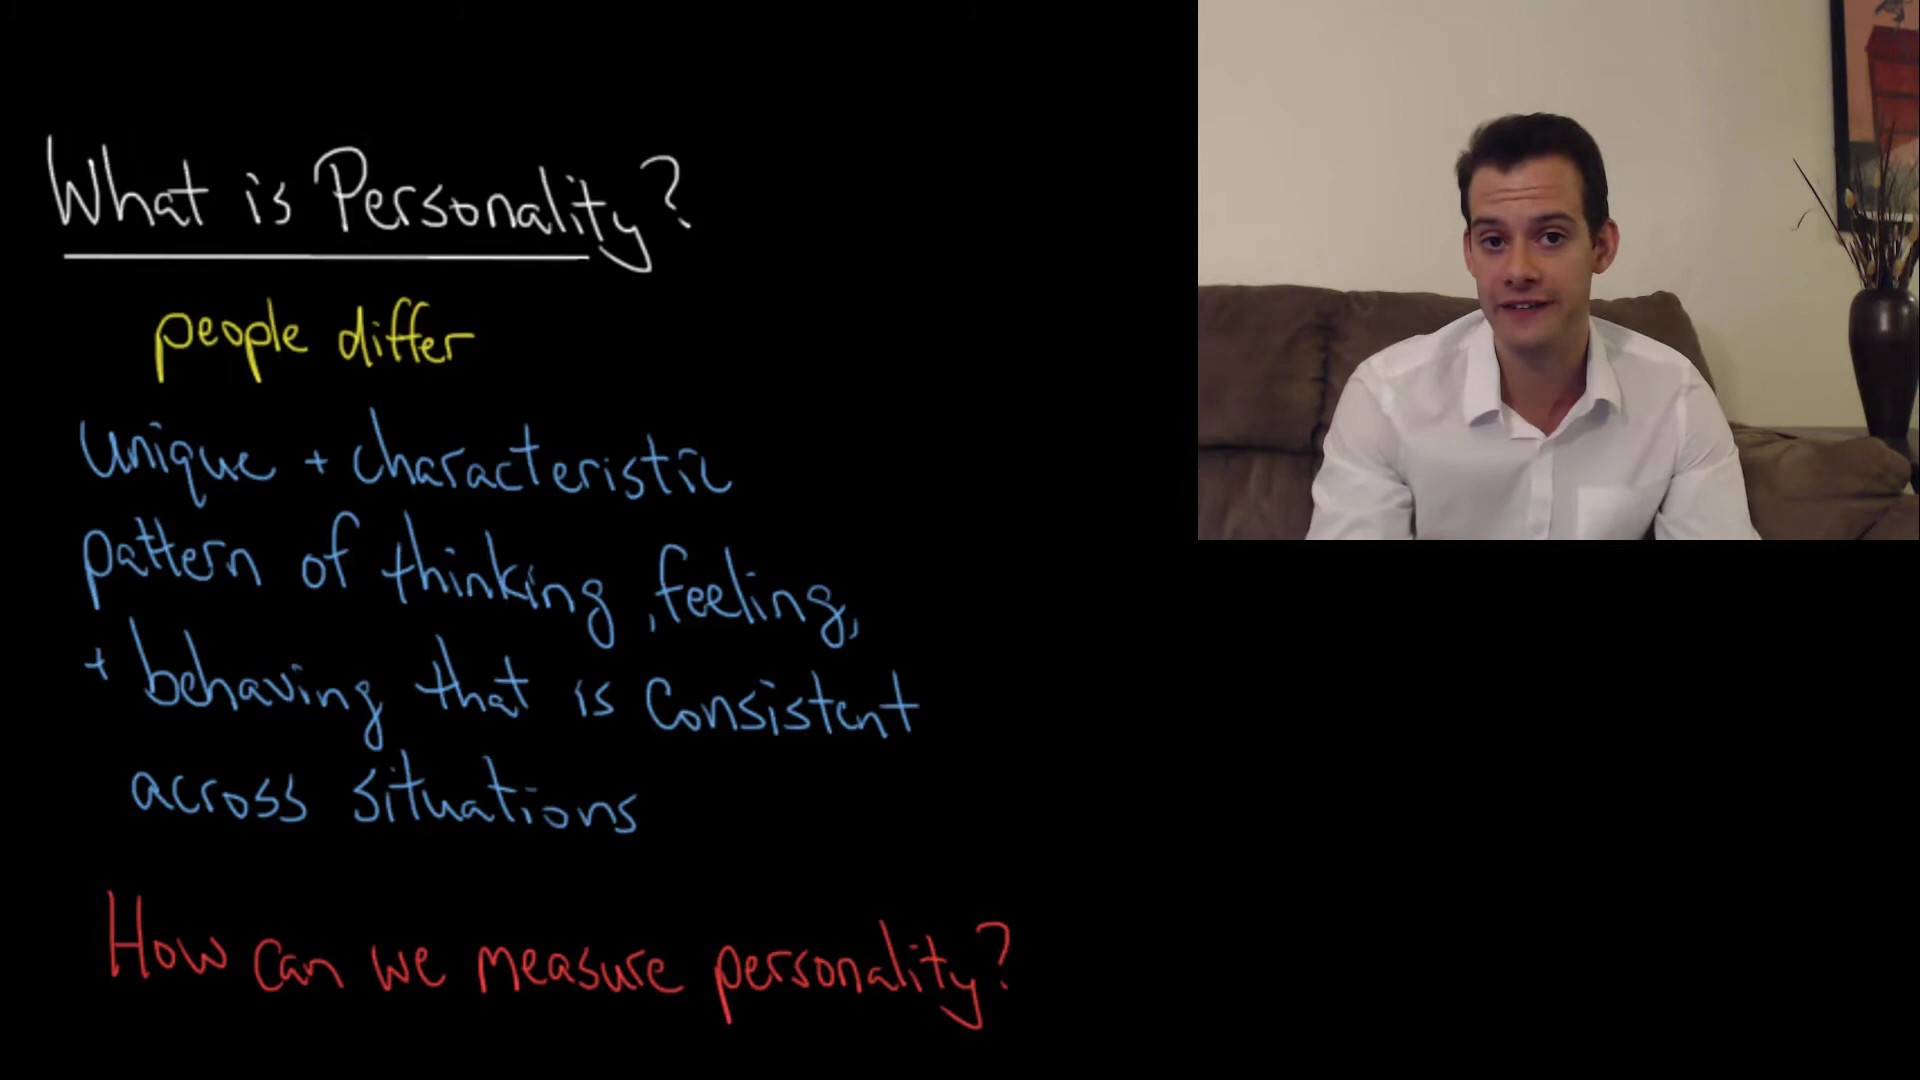 What is Personality?
people differ
unique + characteristic
pattern of thinking, feeling,
+ behaving that is consistent
across situations
How can we measure personality?